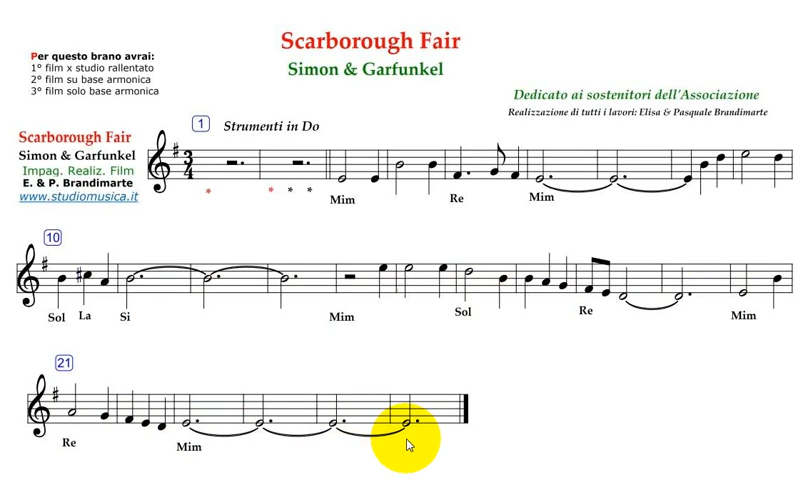 Scarborough Fair
Simon & Garfunkel
Per questo brano avrai:
1° film x studio rallentato
2° film su base armonica
3° film solo base armonica
Dedicato ai sostenitori dell'Associazione
Realizzazione di tutti i lavori: Elisa & Pasquale Brandimarte
1 Strumenti in Do
Scarborough Fair
Simon & Garfunkel
Impag. Realiz. Film
E. & P. Brandimarte
www.studiomusica.it
3
4
* * * *
Mim Re Mim
10
Sol La Si Mim Sol Re Mim
21
Re Mim